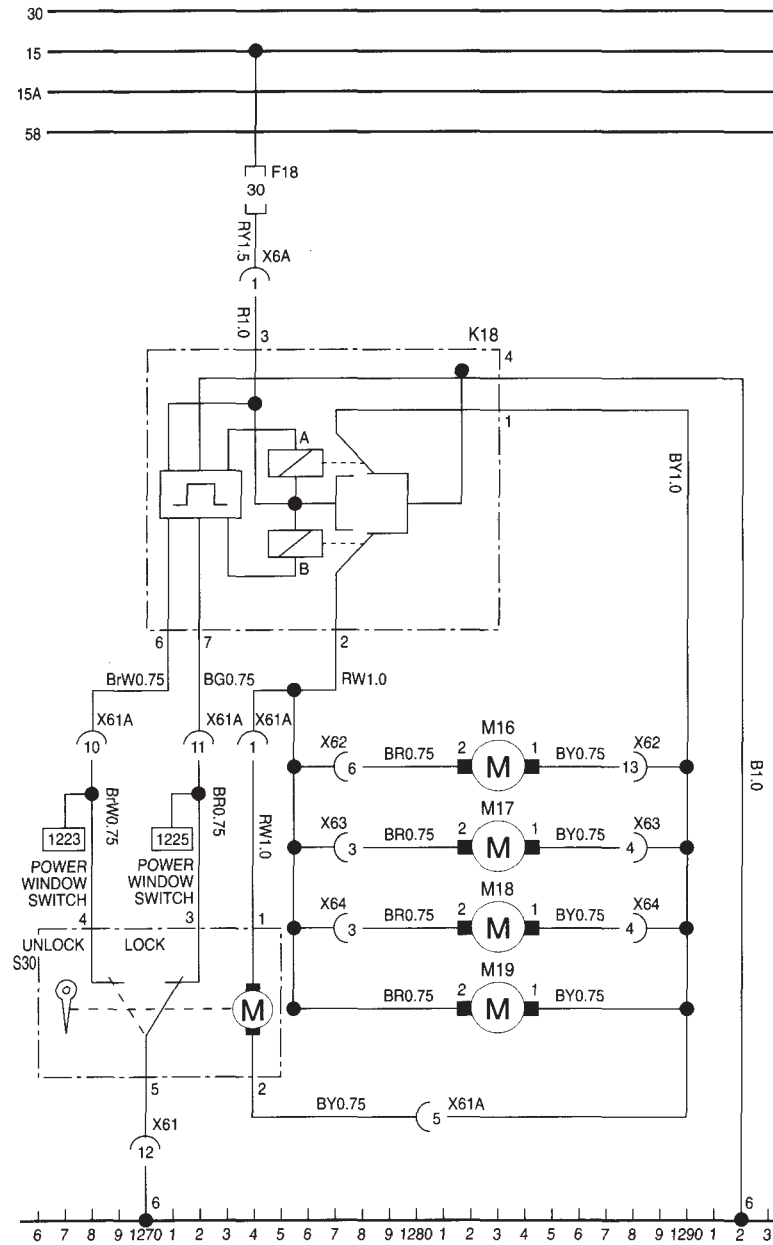 30
15
15A
58
F18
30
RY1.5
X6A
1
R1.0
3
K18
4
1
A
B
BY1.0
6
7
2
BrW0.75
BG0.75
RW1.0
X61A
X61A
X61A
10
11
1
BrW0.75
BR0.75
RW1.0
B1.0
1223
1225
POWER
WINDOW
SWITCH
POWER
WINDOW
SWITCH
M16
X62
6
BR0.75
2
M
1
BY0.75
13
X62
M17
X63
3
BR0.75
2
M
1
BY0.75
4
X63
M18
X64
3
BR0.75
2
M
1
BY0.75
4
X64
M19
BR0.75
2
M
1
BY0.75
4
3
1
UNLOCK
LOCK
S30
M
5
2
BY0.75
X61A
5
X61
12
6
6
6 7 8 9 1270 1 2 3 4 5 6 7 8 9 1280 1 2 3 4 5 6 7 8 9 1290 1 2 3